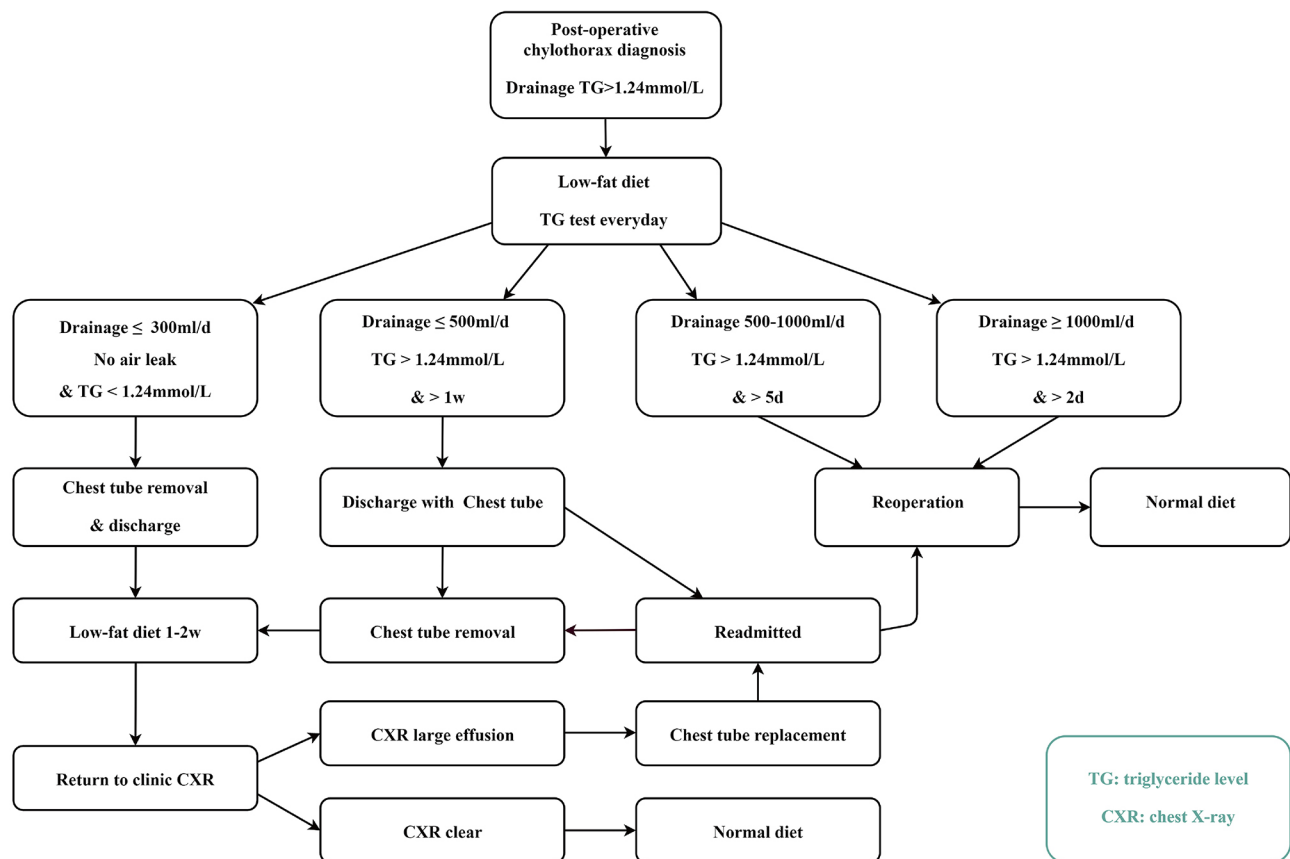 Post-operative
chylothorax diagnosis
Drainage TG>1.24mmol/L
Low-fat diet
TG test everyday
Drainage ≤ 300ml/d
No air leak
& TG < 1.24mmol/L
Drainage ≤ 500ml/d
TG > 1.24mmol/L
& > 1w
Drainage 500-1000ml/d
TG > 1.24mmol/L
& > 5d
Drainage ≥ 1000ml/d
TG > 1.24mmol/L
& > 2d
Chest tube removal
& discharge
Discharge with Chest tube
Reoperation
Normal diet
Low-fat diet 1-2w
Chest tube removal
Readmitted
Return to clinic CXR
CXR large effusion
Chest tube replacement
CXR clear
Normal diet
TG: triglyceride level
CXR: chest X-ray